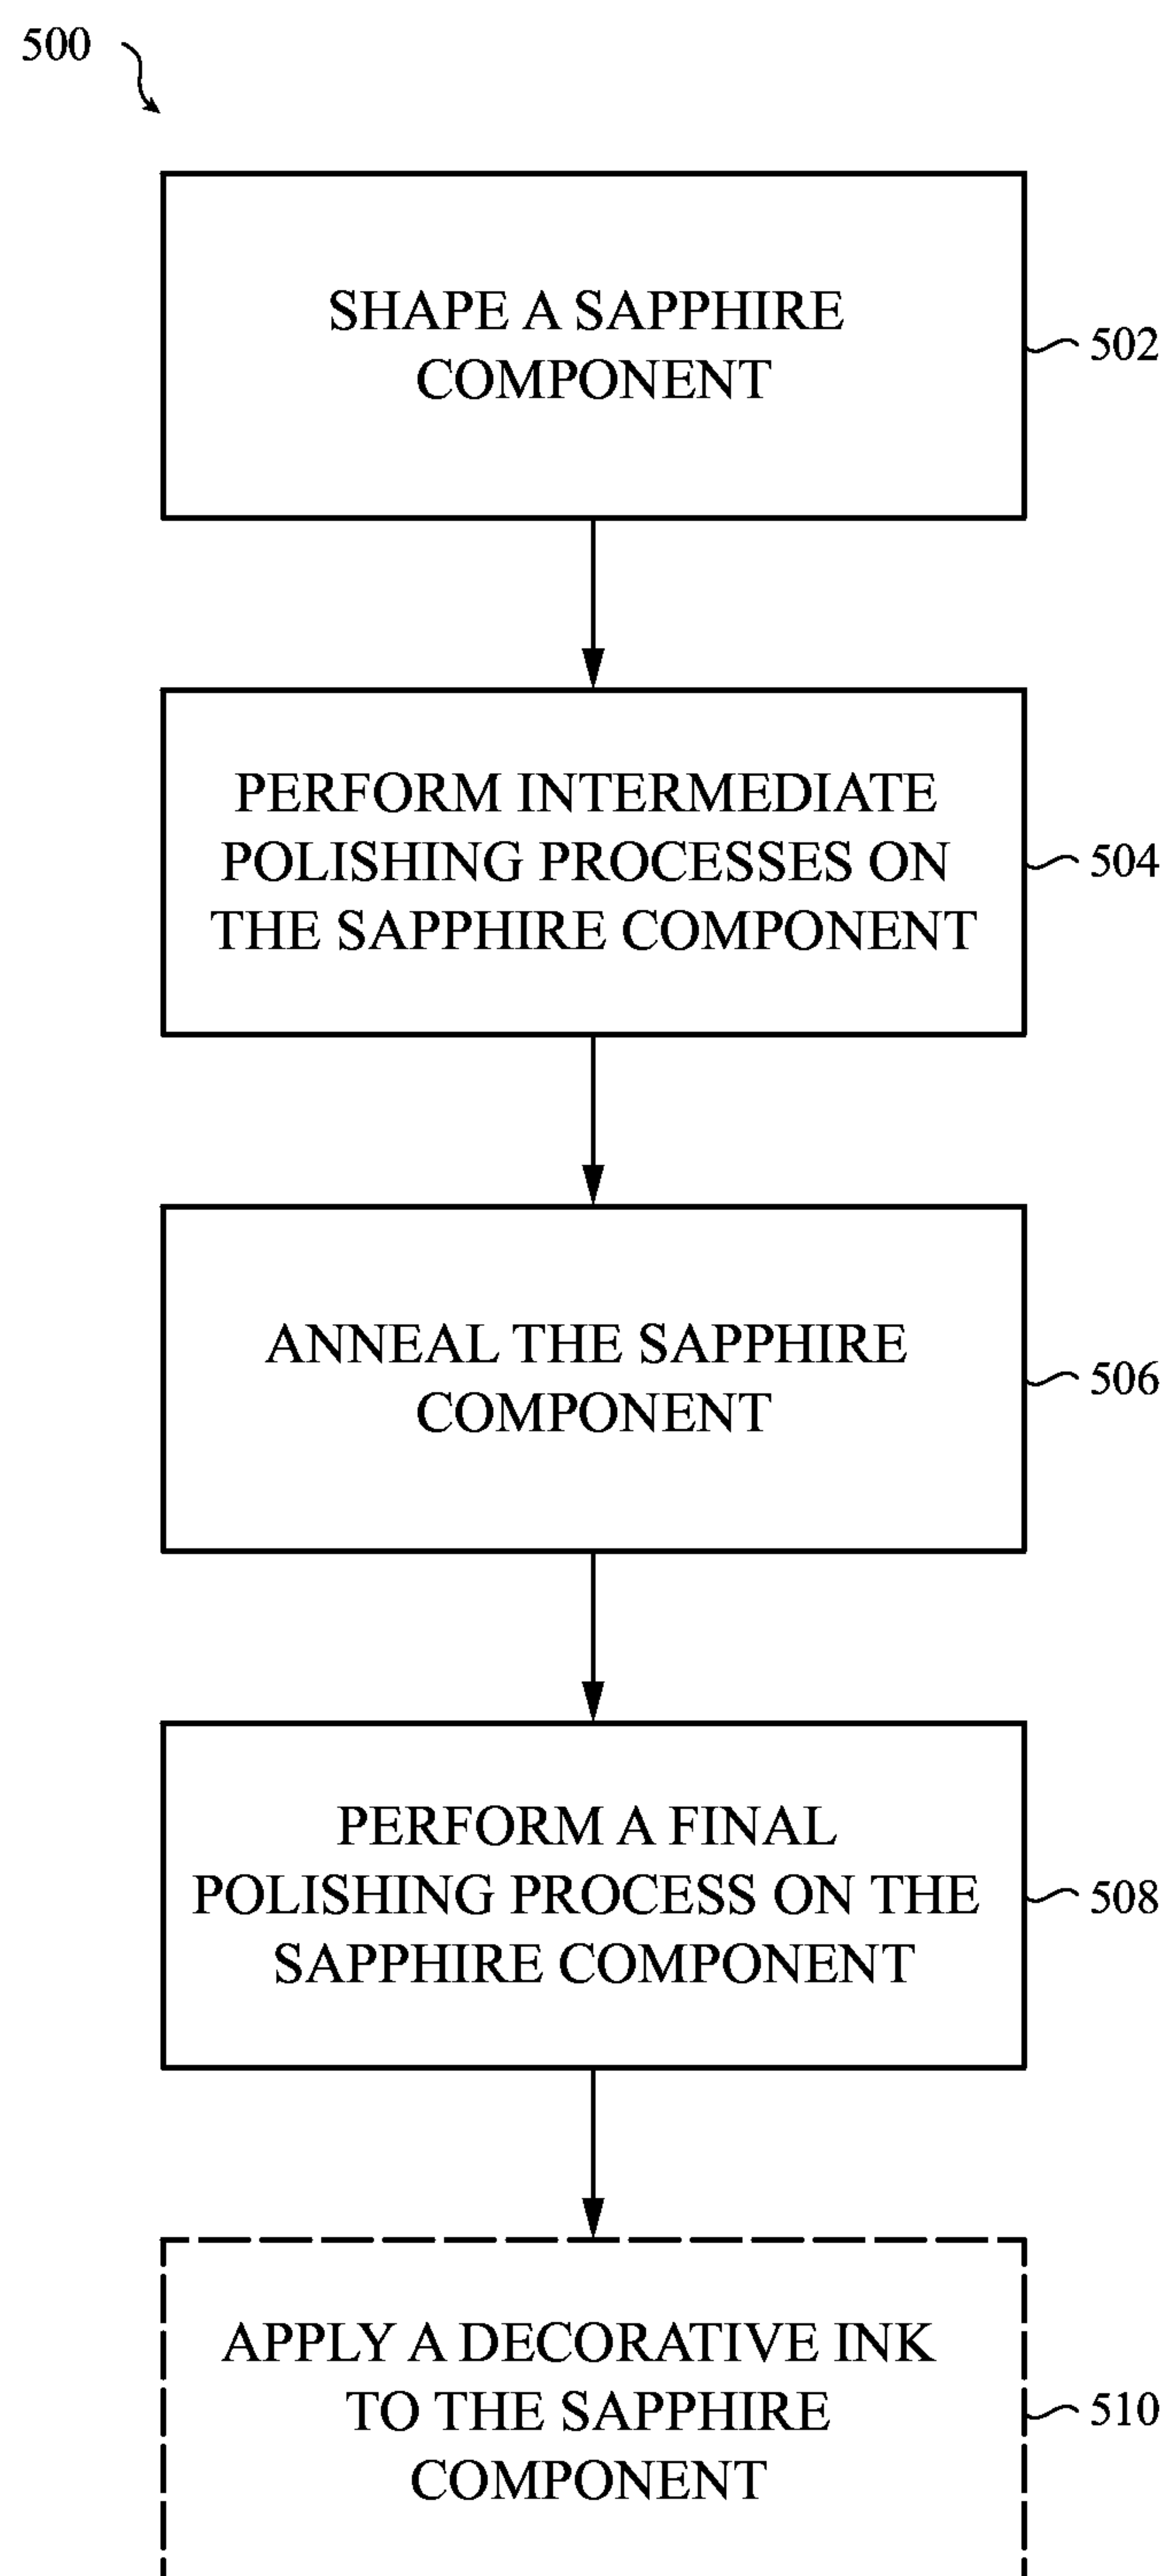 500
SHAPE A SAPPHIRE
COMPONENT
502
PERFORM INTERMEDIATE
POLISHING PROCESSES ON
THE SAPPHIRE COMPONENT
504
ANNEAL THE SAPPHIRE
COMPONENT
506
PERFORM A FINAL
POLISHING PROCESS ON THE
SAPPHIRE COMPONENT
508
APPLY A DECORATIVE INK
TO THE SAPPHIRE
COMPONENT
510